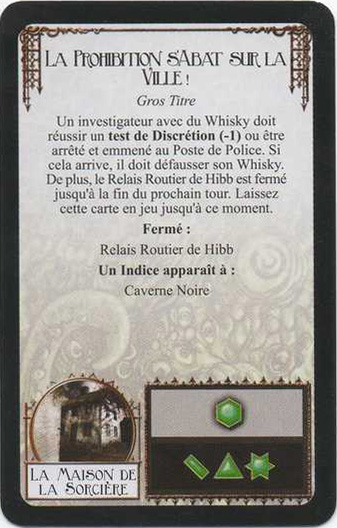 La Prohibition s'Abat sur la
Ville !
Gros Titre
Un investigateur avec du Whisky doit
réussir un test de Discrétion (-1) ou être
arrêté et emmené au Poste de Police. Si
cela arrive, il doit défausser son Whisky.
De plus, le Relais Routier de Hibb est fermé
jusqu'à la fin du prochain tour. Laissez
cette carte en jeu jusqu'à ce moment.
Fermé :
Relais Routier de Hibb
Un Indice apparaît à :
Caverne Noire
La Maison de
la Sorcière